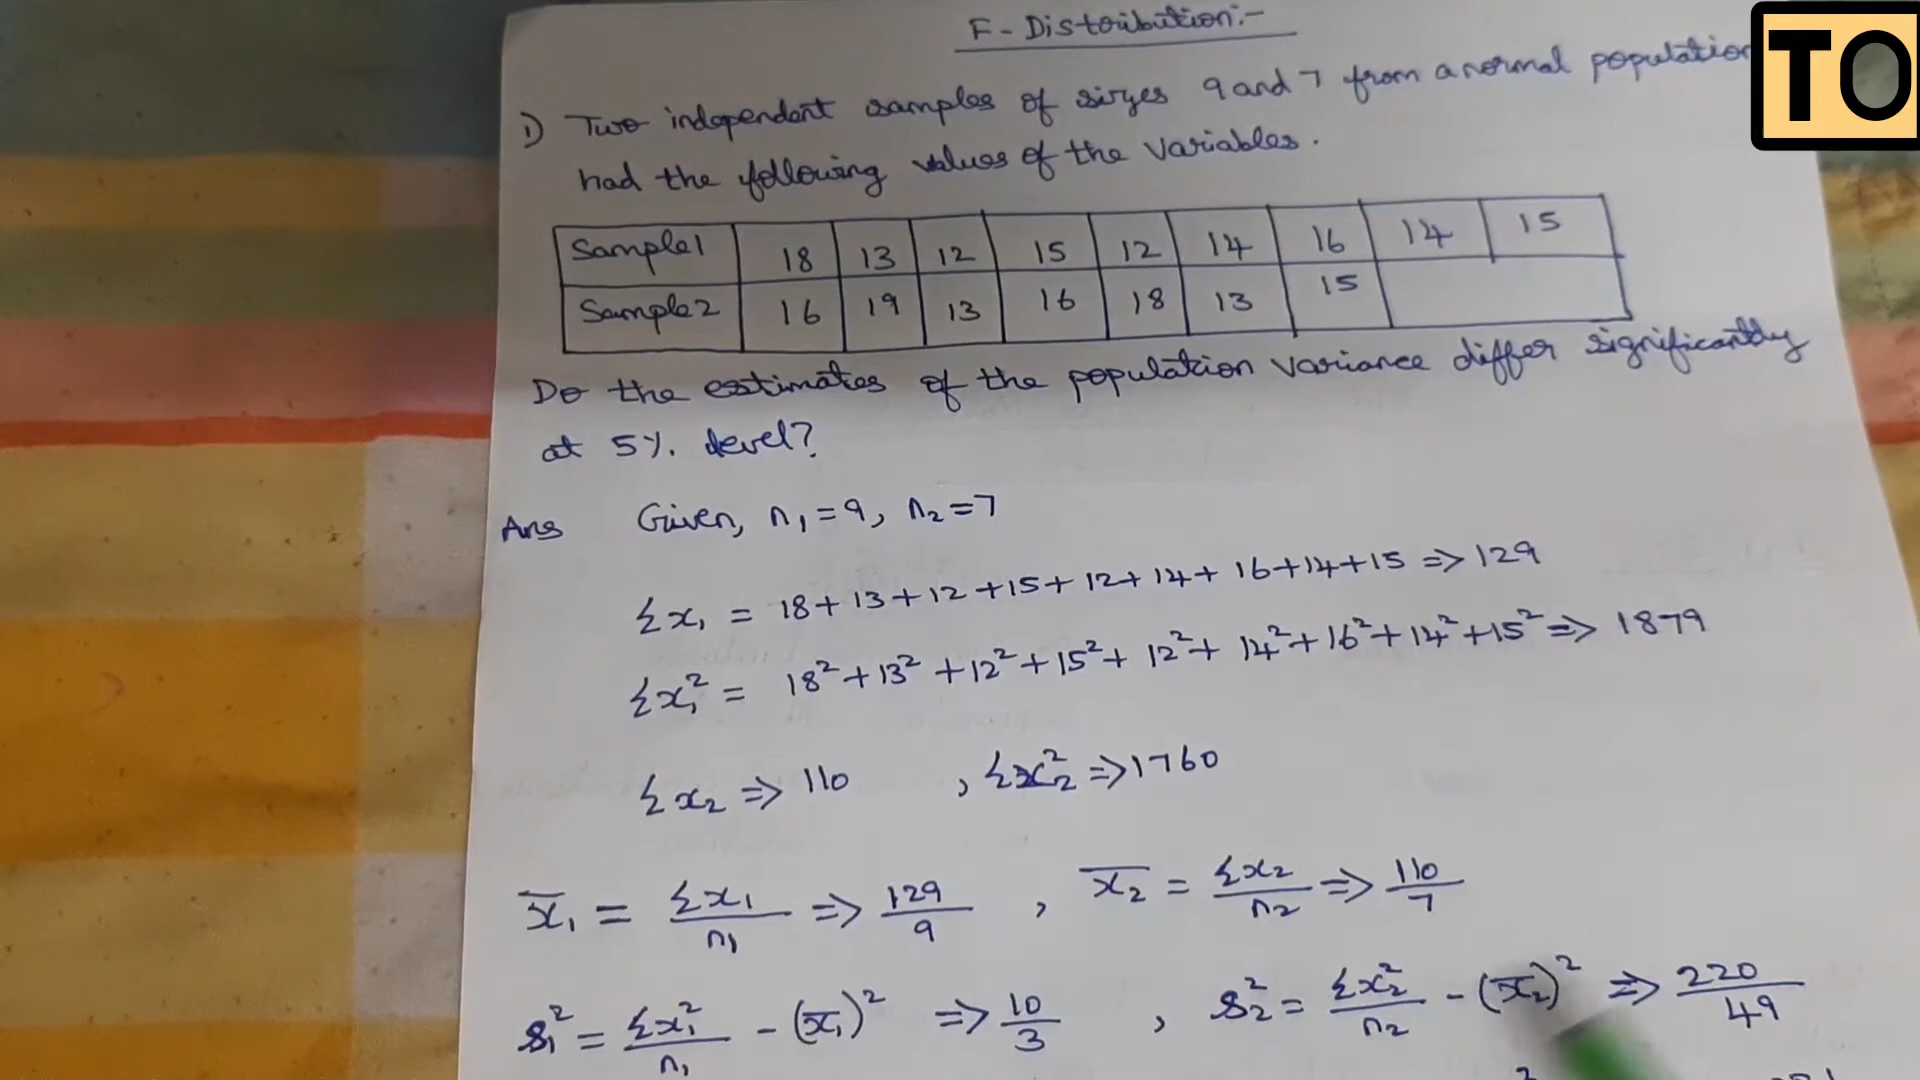 F - Distribution:-
TO
1) Two independent samples of sizes 9 and 7 from a normal population
had the following values of the variables.
Sample1 18 13 12 15 12 14 16 14 15
Sample2 16 19 13 16 18 13 15
Do the estimates of the population variance differ significantly
at 5%. level?
Ans Given, n₁ = 9, n₂ = 7
Σx₁ = 18+13+12+15+12+14+16+14+15 => 129
Σx₁² = 18²+13²+12²+15²+12²+14²+16²+14²+15² => 1879
Σx₂ => 110 , Σx₂² => 1760
x̄₁ = Σx₁/n₁ => 129/9 , x̄₂ = Σx₂/n₂ => 110/7
s₁² = Σx₁²/n₁ - (x̄₁)² => 10/3 , s₂² = Σx₂²/n₂ - (x̄₂)² => 220/49